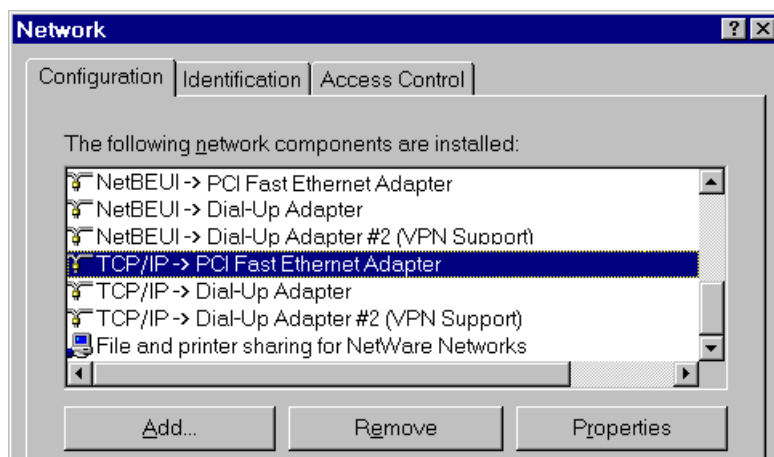 Network
Configuration Identification Access Control
The following network components are installed:
NetBEUI -> PCI Fast Ethernet Adapter
NetBEUI -> Dial-Up Adapter
NetBEUI -> Dial-Up Adapter #2 (VPN Support)
TCP/IP -> PCI Fast Ethernet Adapter
TCP/IP -> Dial-Up Adapter
TCP/IP -> Dial-Up Adapter #2 (VPN Support)
File and printer sharing for NetWare Networks
Add... Remove Properties